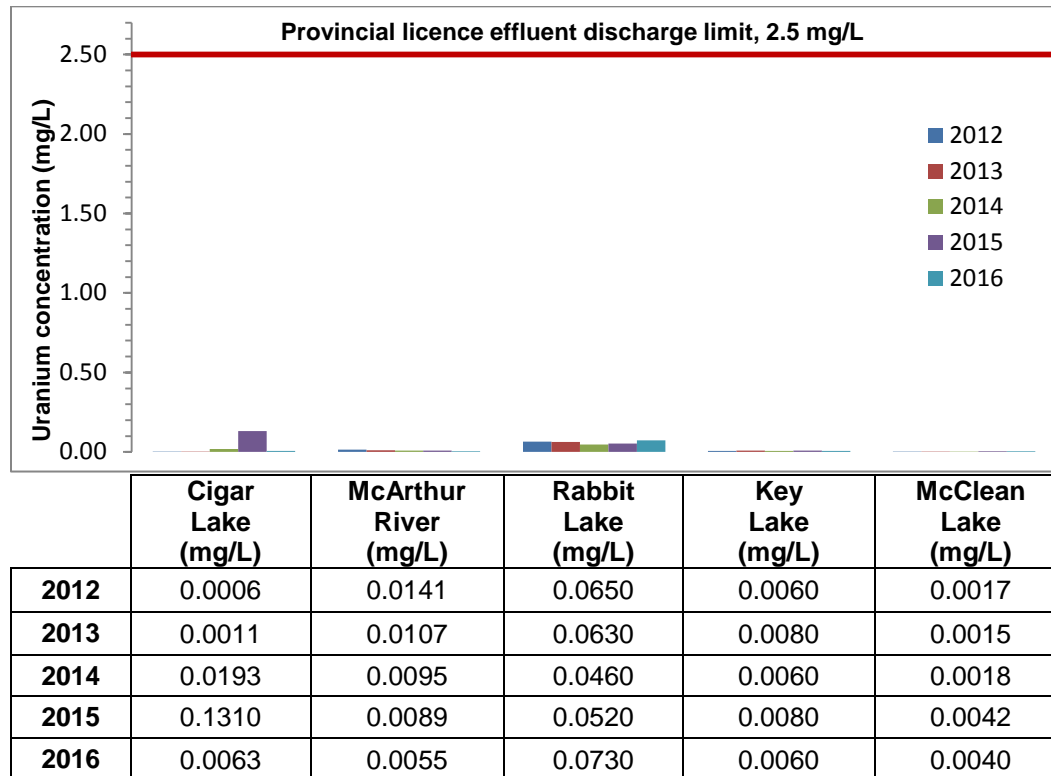 Provincial licence effluent discharge limit, 2.5 mg/L
Uranium concentration (mg/L)
2.50
2.00
1.50
1.00
0.50
0.00
2012
2013
2014
2015
2016
Cigar Lake (mg/L) McArthur River (mg/L) Rabbit Lake (mg/L) Key Lake (mg/L) McClean Lake (mg/L)
2012 0.0006 0.0141 0.0650 0.0060 0.0017
2013 0.0011 0.0107 0.0630 0.0080 0.0015
2014 0.0193 0.0095 0.0460 0.0060 0.0018
2015 0.1310 0.0089 0.0520 0.0080 0.0042
2016 0.0063 0.0055 0.0730 0.0060 0.0040